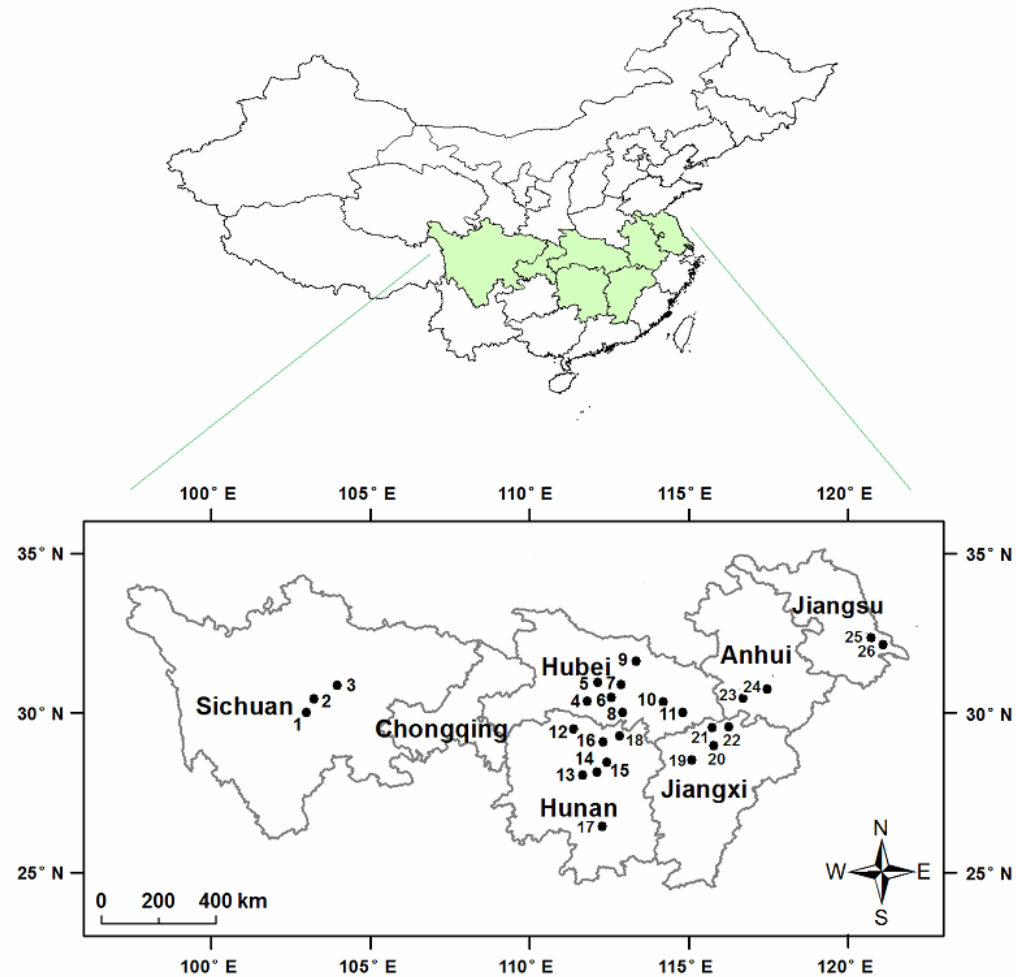 100° E 105° E 110° E 115° E 120° E
35° N 35° N
Jiangsu
25
26
Anhui
9
Hubei
5 7
24
23
3
2
Sichuan
1
4 6
10
8
11
30° N 30° N
Chongqing
12
18
16
21 22
20
19
14
15
13
Jiangxi
Hunan
17
N
W E
S
25° N 25° N
0 200 400 km
100° E 105° E 110° E 115° E 120° E